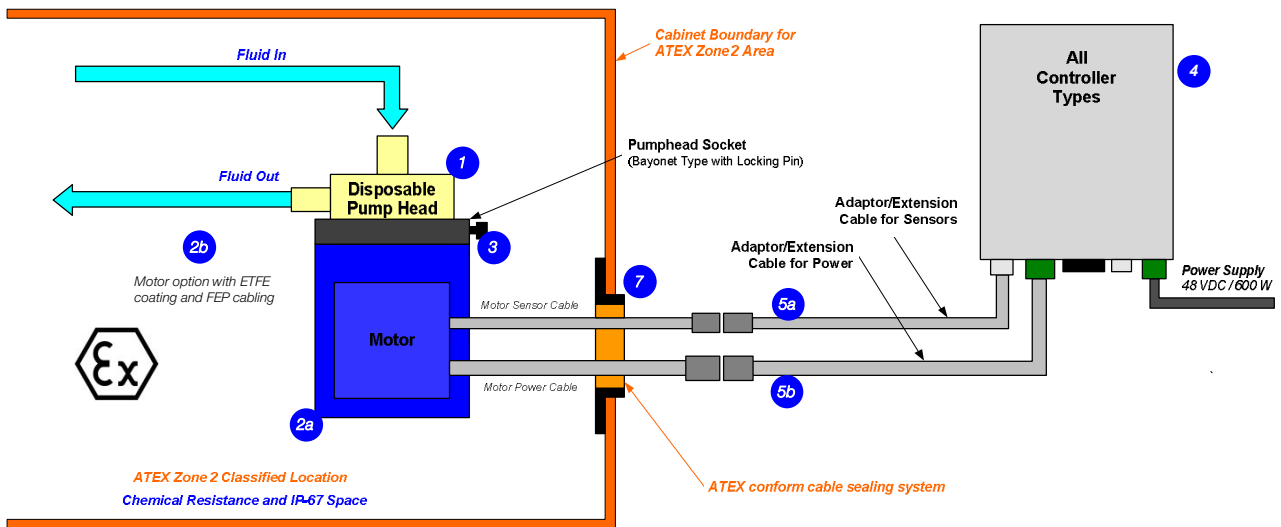 Cabinet Boundary for
ATEX Zone 2 Area
All
Controller
Types
4
Fluid In
Pumphead Socket
(Bayonet Type with Locking Pin)
1
Fluid Out
Disposable
Pump Head
Adaptor/Extension
Cable for Sensors
2b
3
Adaptor/Extension
Cable for Power
Motor option with ETFE
coating and FEP cabling
7
Power Supply
48 VDC / 600 W
Motor Sensor Cable
5a
Motor
Ex
Motor Power Cable
5b
2a
ATEX Zone 2 Classified Location
Chemical Resistance and IP-67 Space
ATEX conform cable sealing system